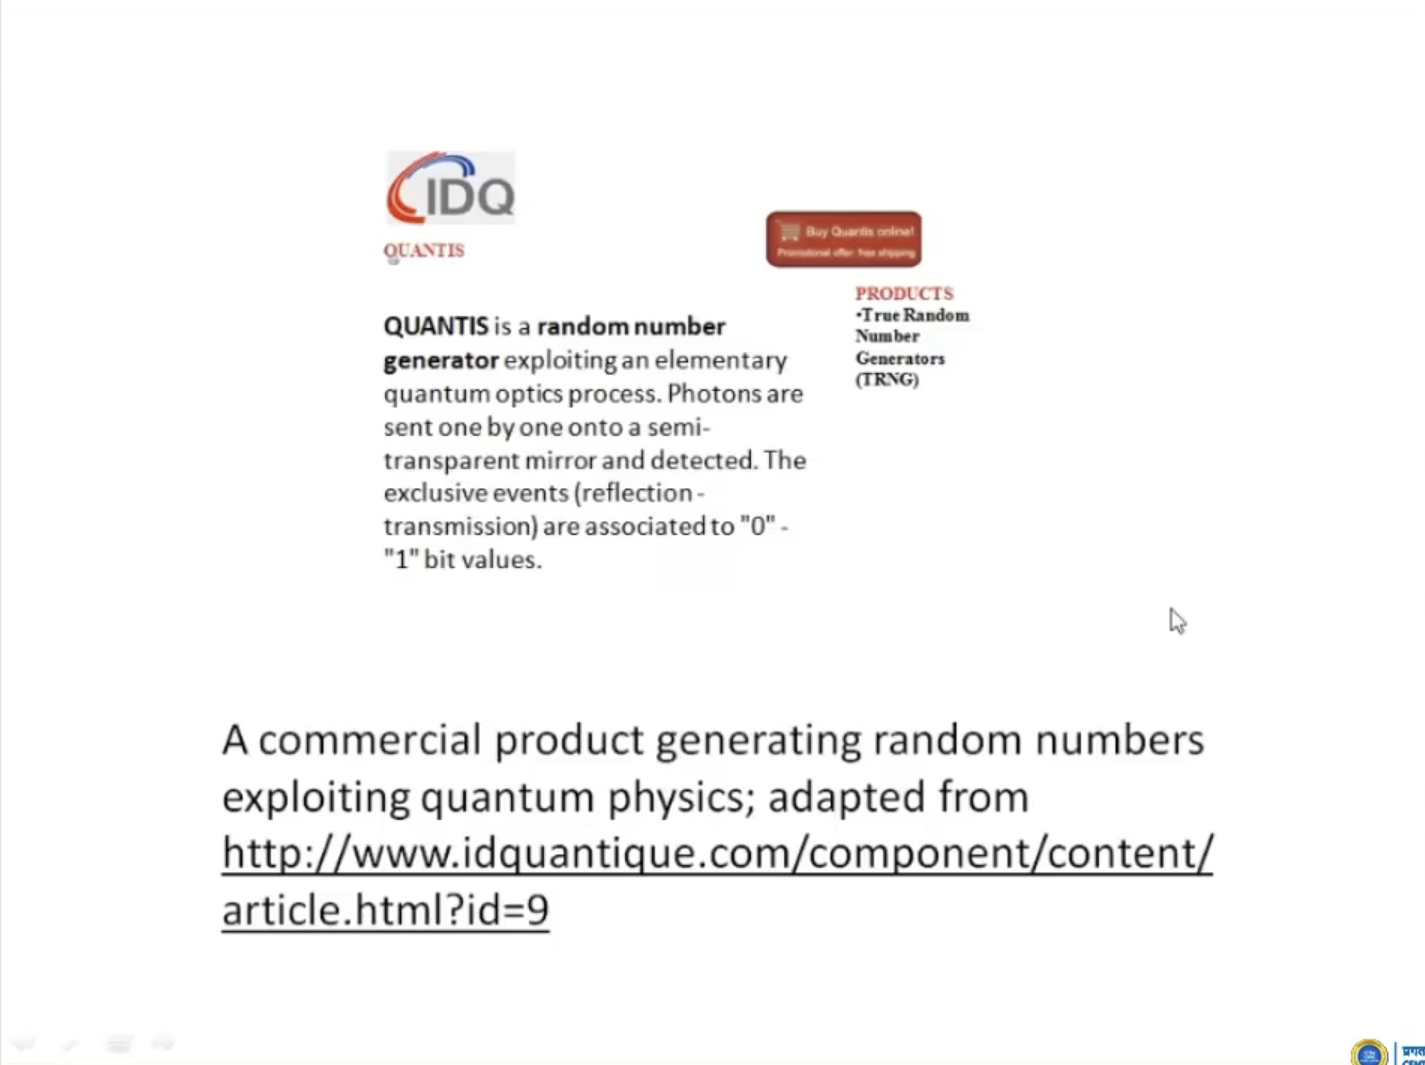 IDQ
QUANTIS
Buy Quantis online!
Promotional offer: free shipping
PRODUCTS
•True Random
Number
Generators
(TRNG)
QUANTIS is a random number
generator exploiting an elementary
quantum optics process. Photons are
sent one by one onto a semi-
transparent mirror and detected. The
exclusive events (reflection -
transmission) are associated to "0" -
"1" bit values.
A commercial product generating random numbers
exploiting quantum physics; adapted from
http://www.idquantique.com/component/content/
article.html?id=9